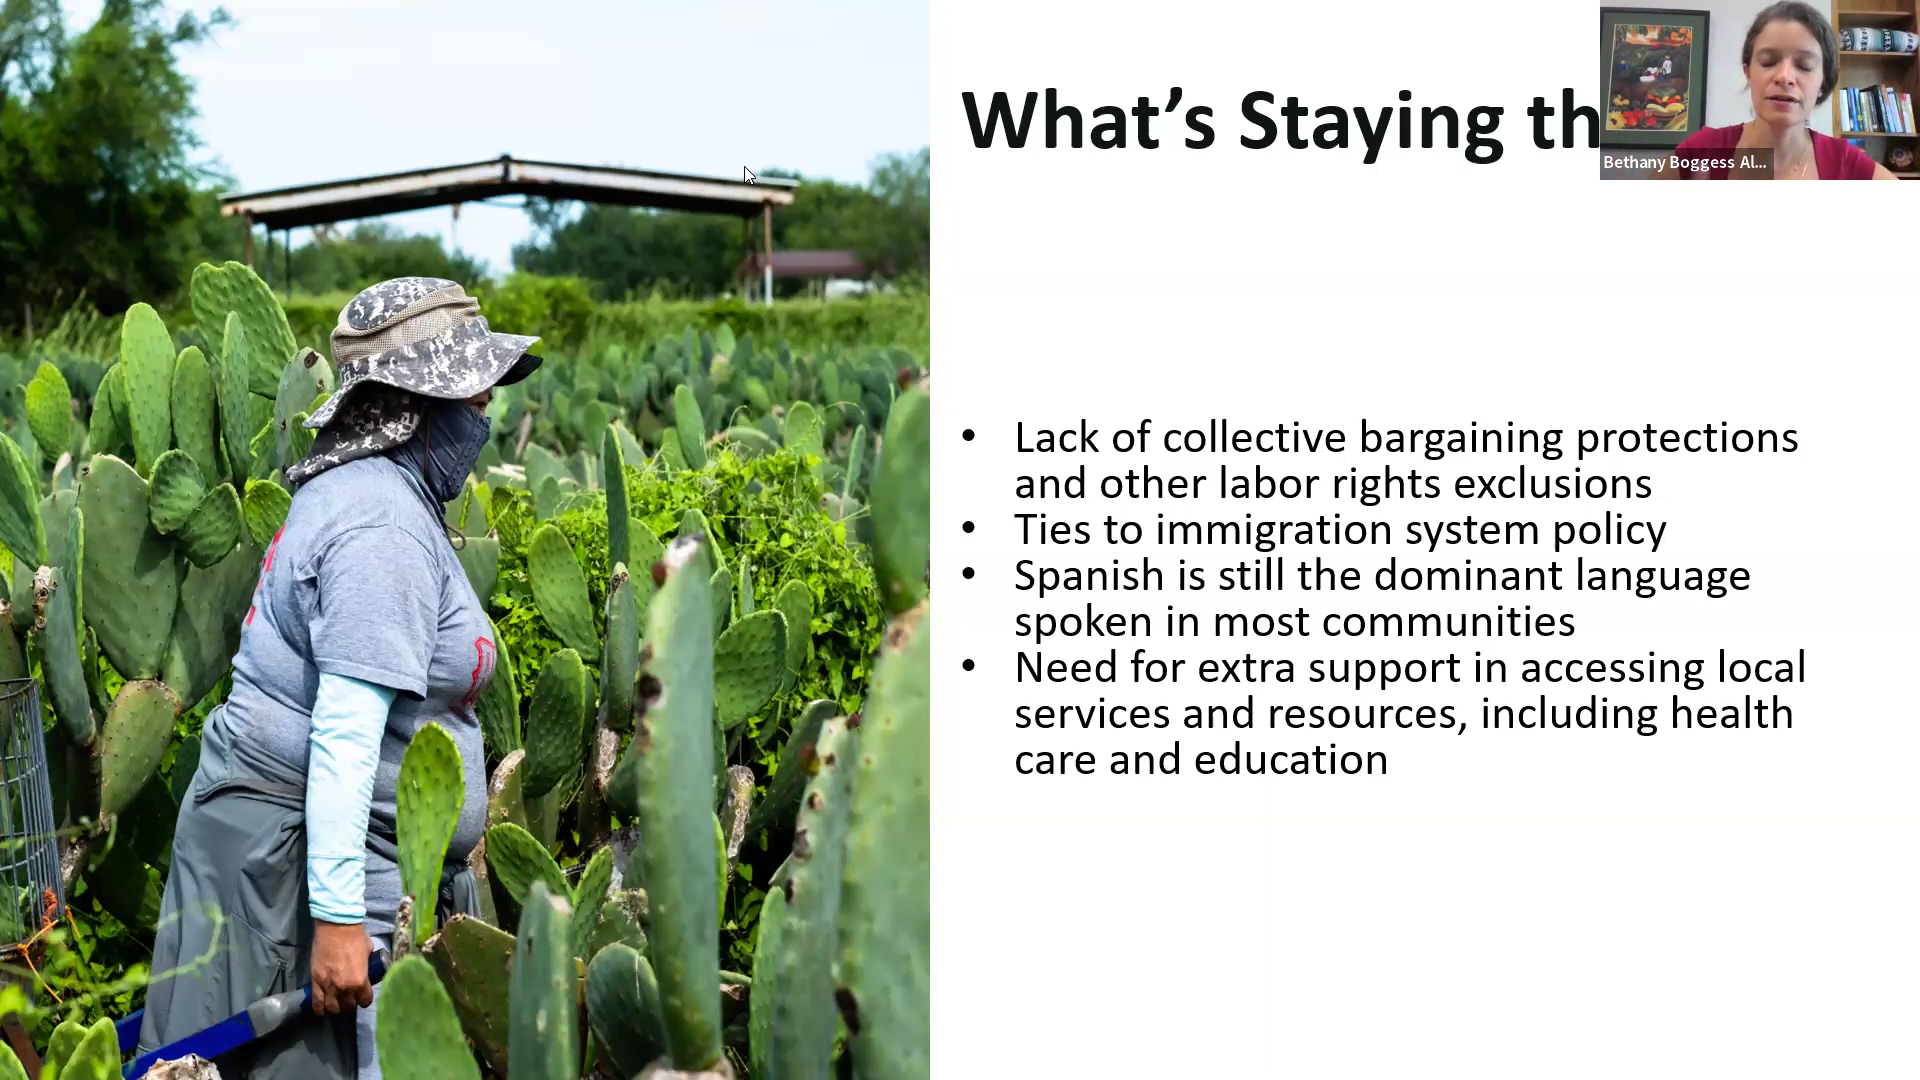 What’s Staying th
Bethany Boggess Al...
• Lack of collective bargaining protections
and other labor rights exclusions
• Ties to immigration system policy
• Spanish is still the dominant language
spoken in most communities
• Need for extra support in accessing local
services and resources, including health
care and education